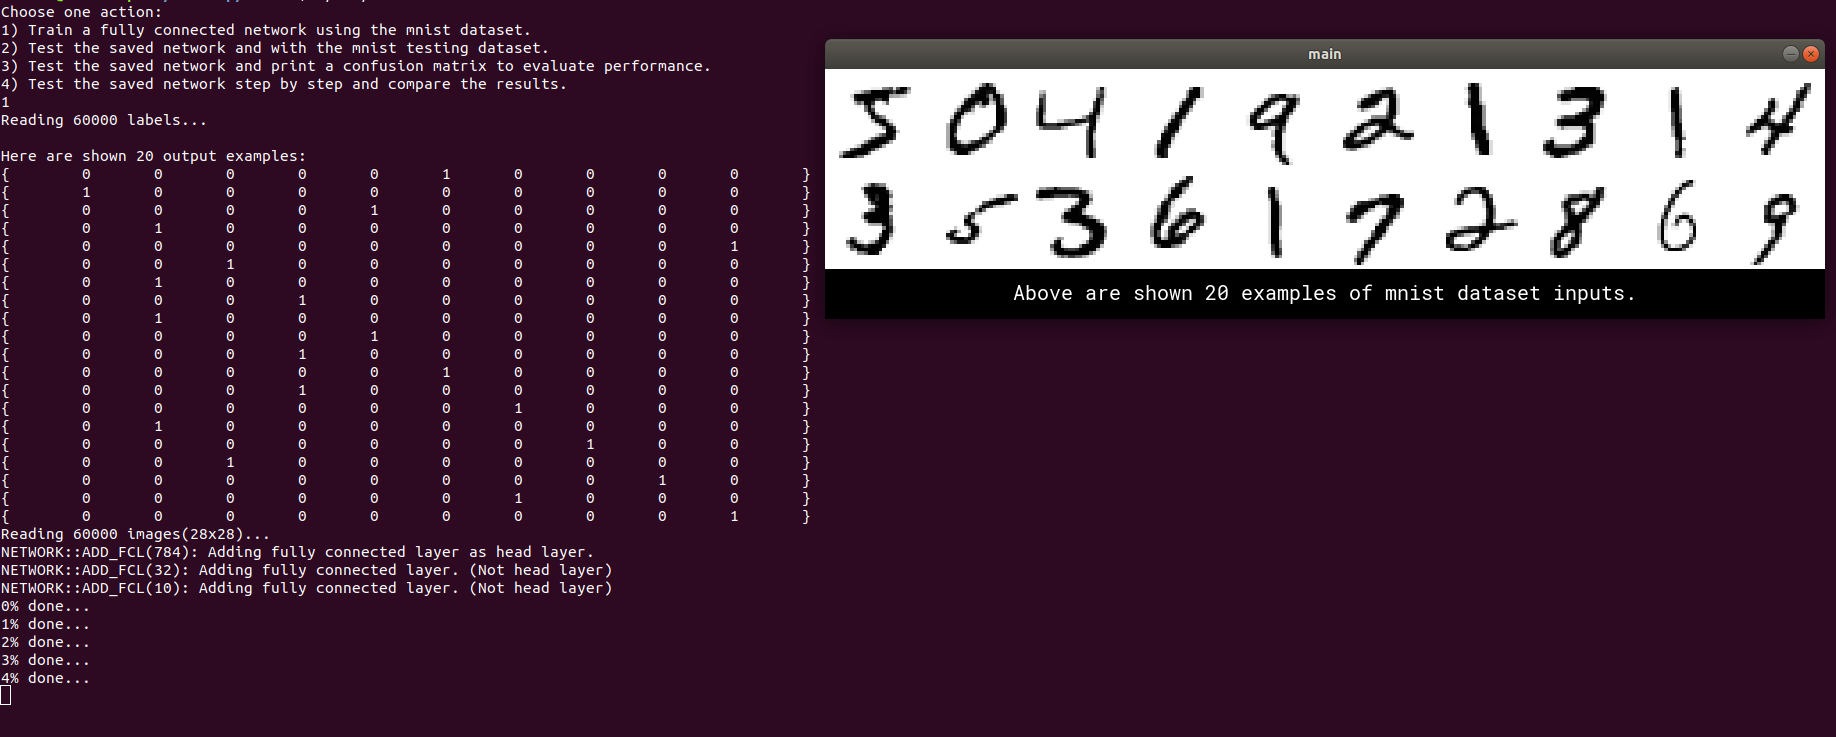 Choose one action:
1) Train a fully connected network using the mnist dataset.
2) Test the saved network and with the mnist testing dataset.
3) Test the saved network and print a confusion matrix to evaluate performance.
4) Test the saved network step by step and compare the results.
1
Reading 60000 labels...
Here are shown 20 output examples:
{ 0 0 0 0 0 1 0 0 0 0 }
{ 1 0 0 0 0 0 0 0 0 0 }
{ 0 0 0 0 1 0 0 0 0 0 }
{ 0 1 0 0 0 0 0 0 0 0 }
{ 0 0 0 0 0 0 0 0 0 1 }
{ 0 0 1 0 0 0 0 0 0 0 }
{ 0 1 0 0 0 0 0 0 0 0 }
{ 0 0 0 1 0 0 0 0 0 0 }
{ 0 1 0 0 0 0 0 0 0 0 }
{ 0 0 0 0 1 0 0 0 0 0 }
{ 0 0 0 1 0 0 0 0 0 0 }
{ 0 0 0 0 0 1 0 0 0 0 }
{ 0 0 0 1 0 0 0 0 0 0 }
{ 0 0 0 0 0 0 1 0 0 0 }
{ 0 1 0 0 0 0 0 0 0 0 }
{ 0 0 0 0 0 0 0 1 0 0 }
{ 0 0 1 0 0 0 0 0 0 0 }
{ 0 0 0 0 0 0 0 0 1 0 }
{ 0 0 0 0 0 0 1 0 0 0 }
{ 0 0 0 0 0 0 0 0 0 1 }
Reading 60000 images(28x28)...
NETWORK::ADD_FCL(784): Adding fully connected layer as head layer.
NETWORK::ADD_FCL(32): Adding fully connected layer. (Not head layer)
NETWORK::ADD_FCL(10): Adding fully connected layer. (Not head layer)
0% done...
1% done...
2% done...
3% done...
4% done...
main
5 0 4 1 9 2 1 3 1 4
3 5 3 6 1 7 2 8 6 9
Above are shown 20 examples of mnist dataset inputs.